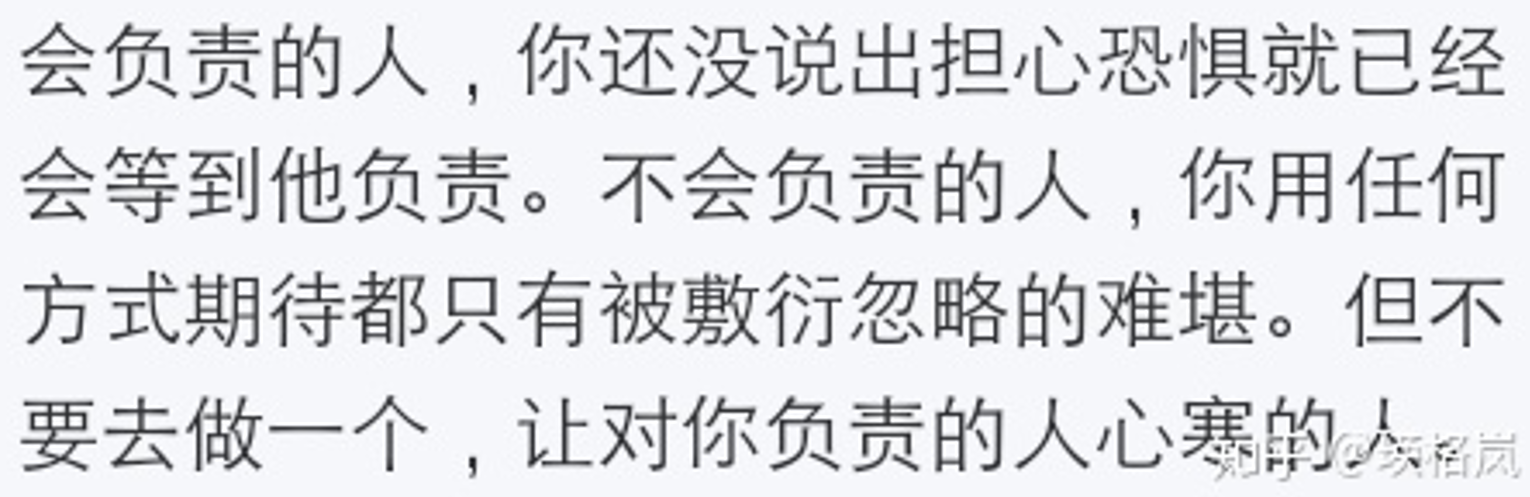 会负责的人，你还没说出担心恐惧就已经
会等到他负责。不会负责的人，你用任何
方式期待都只有被敷衍忽略的难堪。但不
要去做一个，让对你负责的人心寒的人。
知乎 @坎格岚